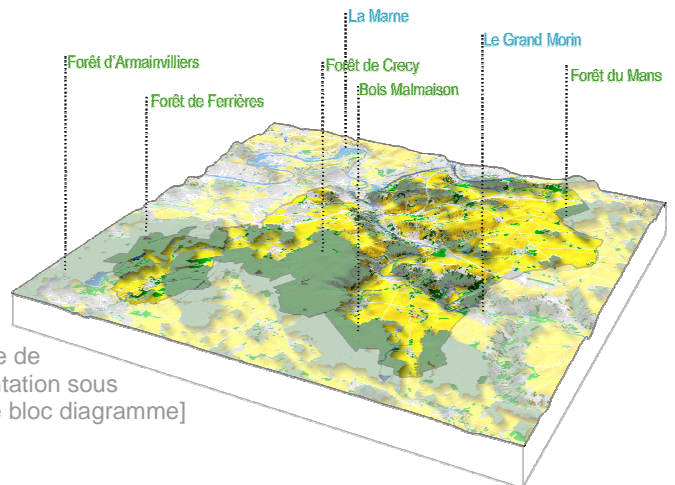 La Marne
Le Grand Morin
Forêt d'Armainvilliers
Forêt de Crecy
Forêt du Mans
Bois Malmaison
Forêt de Ferrières
e de
ntation sous
e bloc diagramme]